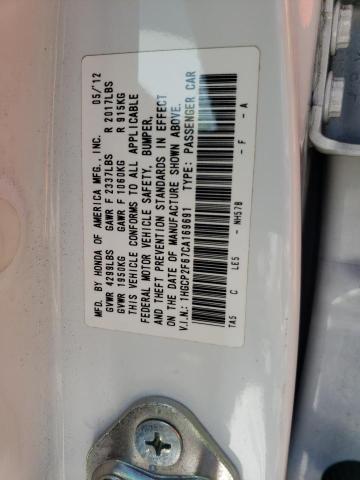 MFD. BY HONDA OF AMERICA MFG., INC. 05/12
GVWR 4299LBS GAWR F 2337LBS R 2017LBS
GVWR 1950KG GAWR F 1060KG R 915KG
THIS VEHICLE CONFORMS TO ALL APPLICABLE
FEDERAL MOTOR VEHICLE SAFETY, BUMPER,
AND THEFT PREVENTION STANDARDS IN EFFECT
ON THE DATE OF MANUFACTURE SHOWN ABOVE.
V.I.N.: 1HGCP2F67CA169691 TYPE: PASSENGER CAR
TA5 C LE5 - NH578 - F - A